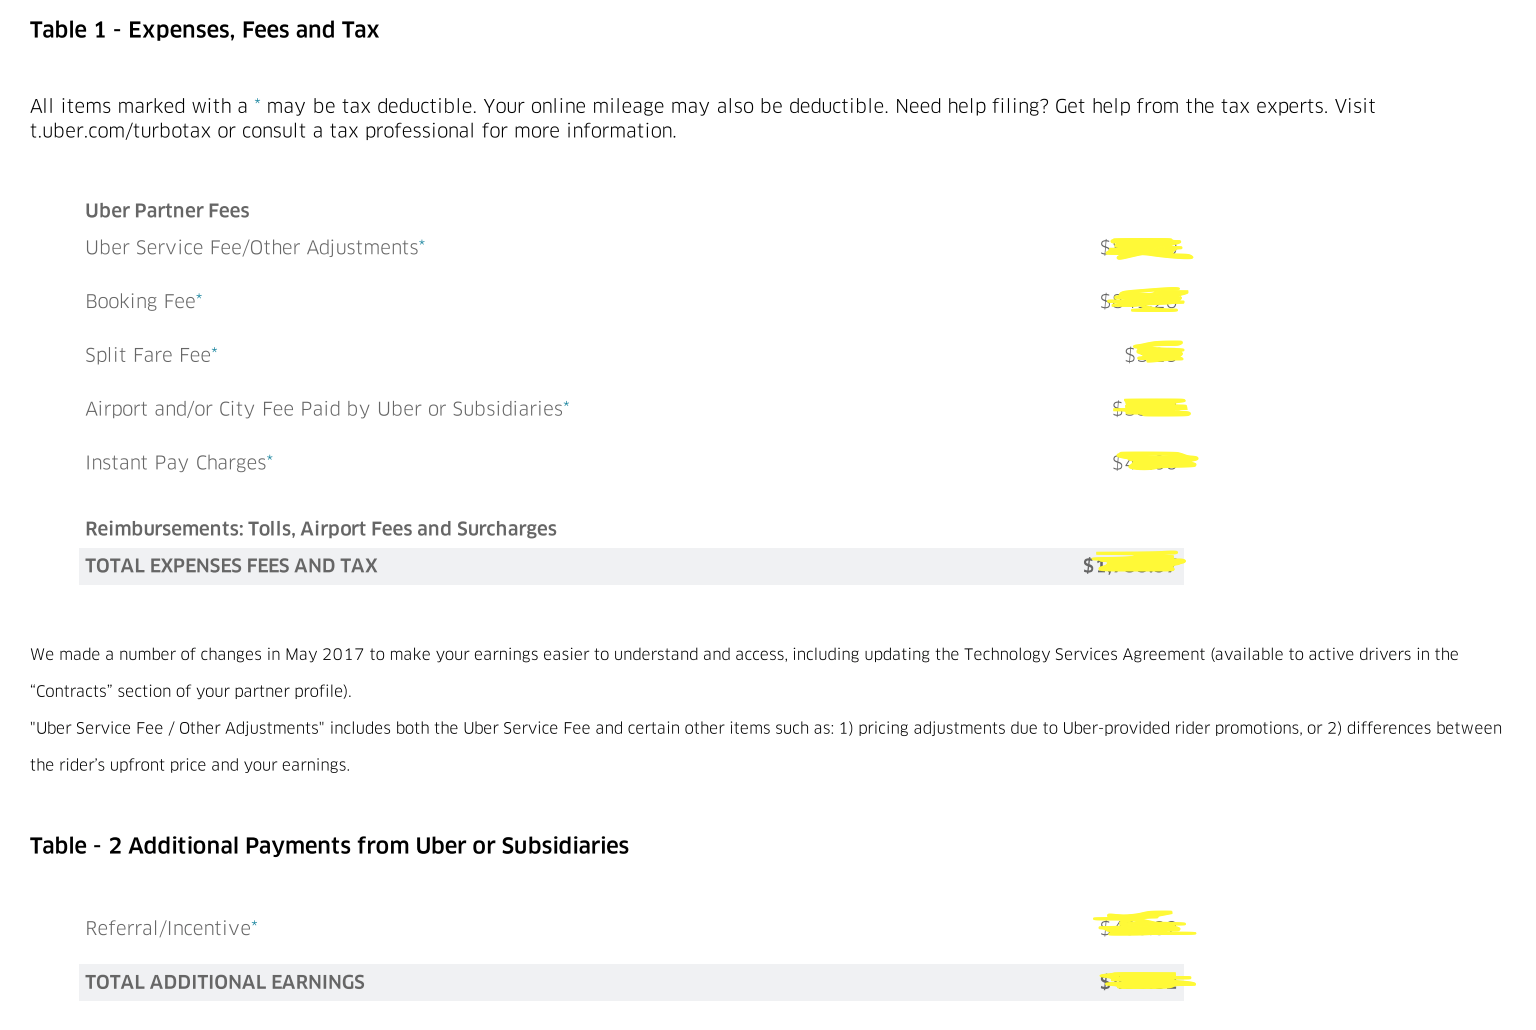 Table 1 - Expenses, Fees and Tax
All items marked with a * may be tax deductible. Your online mileage may also be deductible. Need help filing? Get help from the tax experts. Visit
t.uber.com/turbotax or consult a tax professional for more information.
Uber Partner Fees
Uber Service Fee/Other Adjustments* $
Booking Fee* $
Split Fare Fee* $
Airport and/or City Fee Paid by Uber or Subsidiaries* $
Instant Pay Charges* $
Reimbursements: Tolls, Airport Fees and Surcharges
TOTAL EXPENSES FEES AND TAX $
We made a number of changes in May 2017 to make your earnings easier to understand and access, including updating the Technology Services Agreement (available to active drivers in the
“Contracts” section of your partner profile).
"Uber Service Fee / Other Adjustments" includes both the Uber Service Fee and certain other items such as: 1) pricing adjustments due to Uber-provided rider promotions, or 2) differences between
the rider’s upfront price and your earnings.
Table - 2 Additional Payments from Uber or Subsidiaries
Referral/Incentive* $
TOTAL ADDITIONAL EARNINGS $